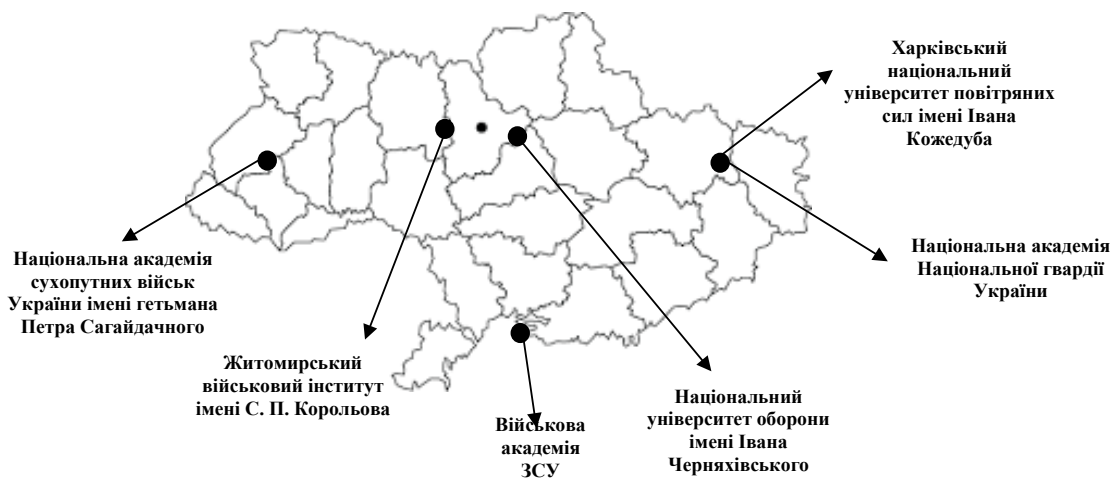 Харківський
національний
університет повітряних
сил імені Івана
Кожедуба
Національна академія
сухопутних військ
України імені гетьмана
Петра Сагайдачного
Національна академія
Національної гвардії
України
Житомирський
військовий інститут
імені С. П. Корольова
Військова
академія
ЗСУ
Національний
університет оборони
імені Івана
Черняхівського